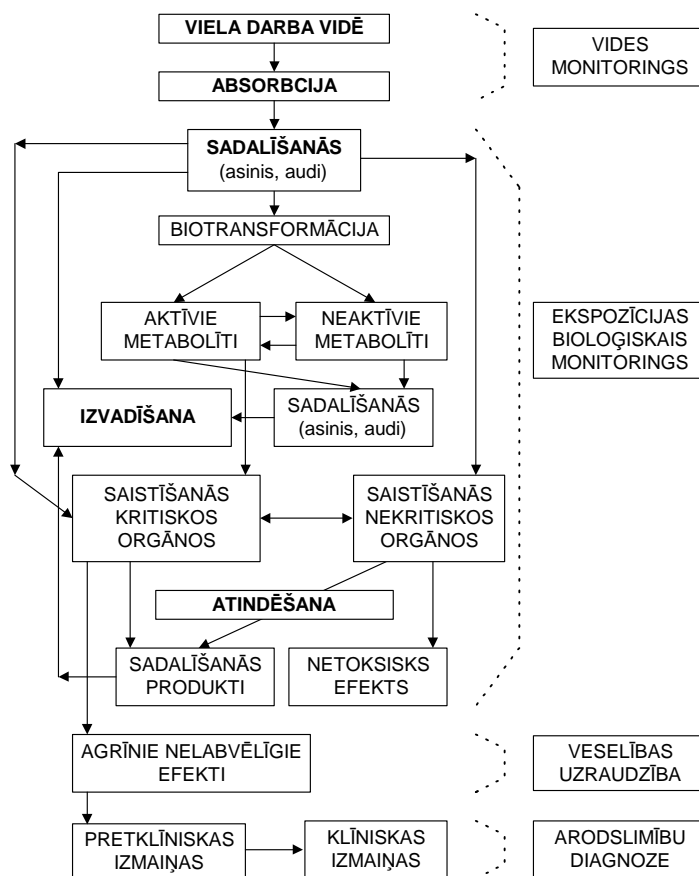 VIELA DARBA VIDĒ
VIDES
MONITORINGS
ABSORBCIJA
SADALĪŠANĀS
(asinis, audi)
BIOTRANSFORMĀCIJA
AKTĪVIE
METABOLĪTI
NEAKTĪVIE
METABOLĪTI
EKSPOZĪCIJAS
BIOLOĢISKAIS
MONITORINGS
IZVADĪŠANA
SADALĪŠANĀS
(asinis, audi)
SAISTĪŠANĀS
KRITISKOS
ORGĀNOS
SAISTĪŠANĀS
NEKRITISKOS
ORGĀNOS
ATINDĒŠANA
SADALĪŠANĀS
PRODUKTI
NETOKSISKS
EFEKTS
AGRĪNIE NELABVĒLĪGIE
EFEKTI
VESELĪBAS
UZRAUDZĪBA
PRETKLĪNISKAS
IZMAIŅAS
KLĪNISKAS
IZMAIŅAS
ARODSLIMĪBU
DIAGNOZE